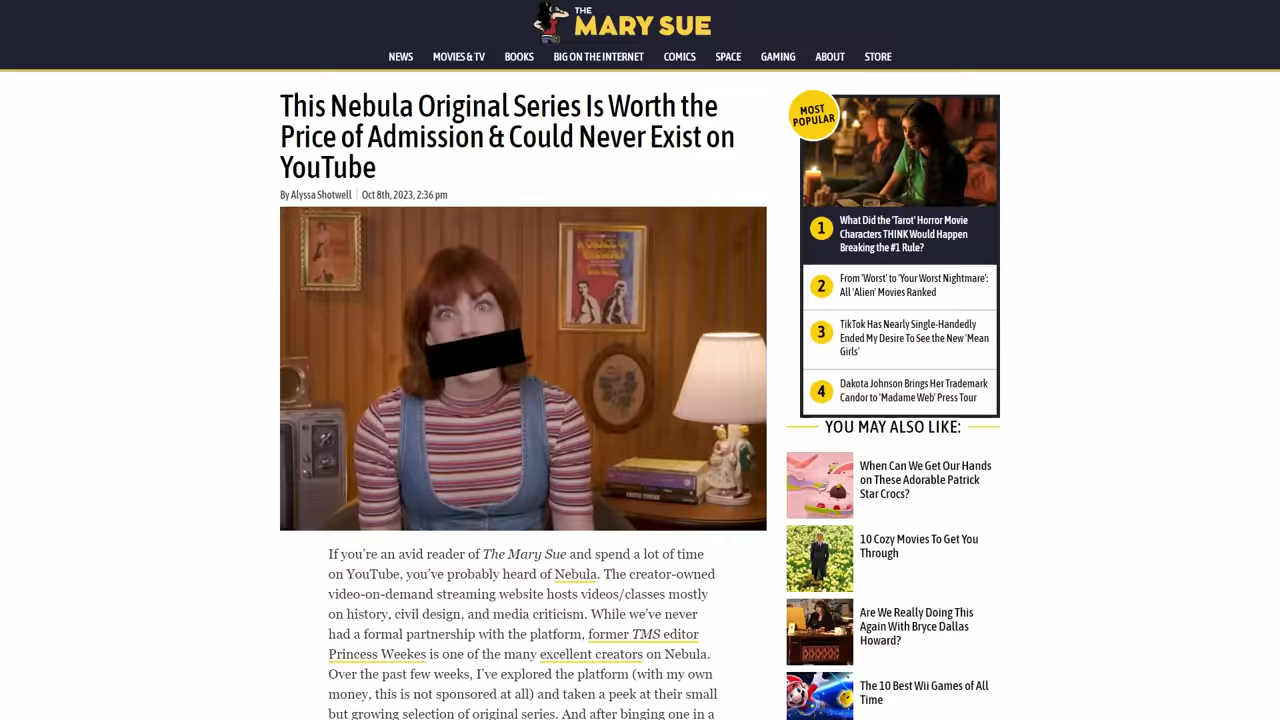 THE
MARY SUE
NEWS
MOVIES & TV
BOOKS
BIG ON THE INTERNET
COMICS
SPACE
GAMING
ABOUT
STORE
This Nebula Original Series Is Worth the
Price of Admission & Could Never Exist on
YouTube
By Alyssa Shotwell | Oct 8th, 2023, 2:36 pm
If you’re an avid reader of The Mary Sue and spend a lot of time
on YouTube, you’ve probably heard of Nebula. The creator-owned
video-on-demand streaming website hosts videos/classes mostly
on history, civil design, and media criticism. While we’ve never
had a formal partnership with the platform, former TMS editor
Princess Weekes is one of the many excellent creators on Nebula.
Over the past few weeks, I’ve explored the platform (with my own
money, this is not sponsored at all) and taken a peek at their small
but growing selection of original series. And after binging one in a
MOST
POPULAR
1
What Did the 'Tarot' Horror Movie
Characters THINK Would Happen
Breaking the #1 Rule?
2
From 'Worst' to 'Your Worst Nightmare':
All 'Alien' Movies Ranked
3
TikTok Has Nearly Single-Handedly
Ended My Desire To See the New 'Mean
Girls'
4
Dakota Johnson Brings Her Trademark
Candor to 'Madame Web' Press Tour
YOU MAY ALSO LIKE:
When Can We Get Our Hands
on These Adorable Patrick
Star Crocs?
10 Cozy Movies To Get You
Through
Are We Really Doing This
Again With Bryce Dallas
Howard?
The 10 Best Wii Games of All
Time